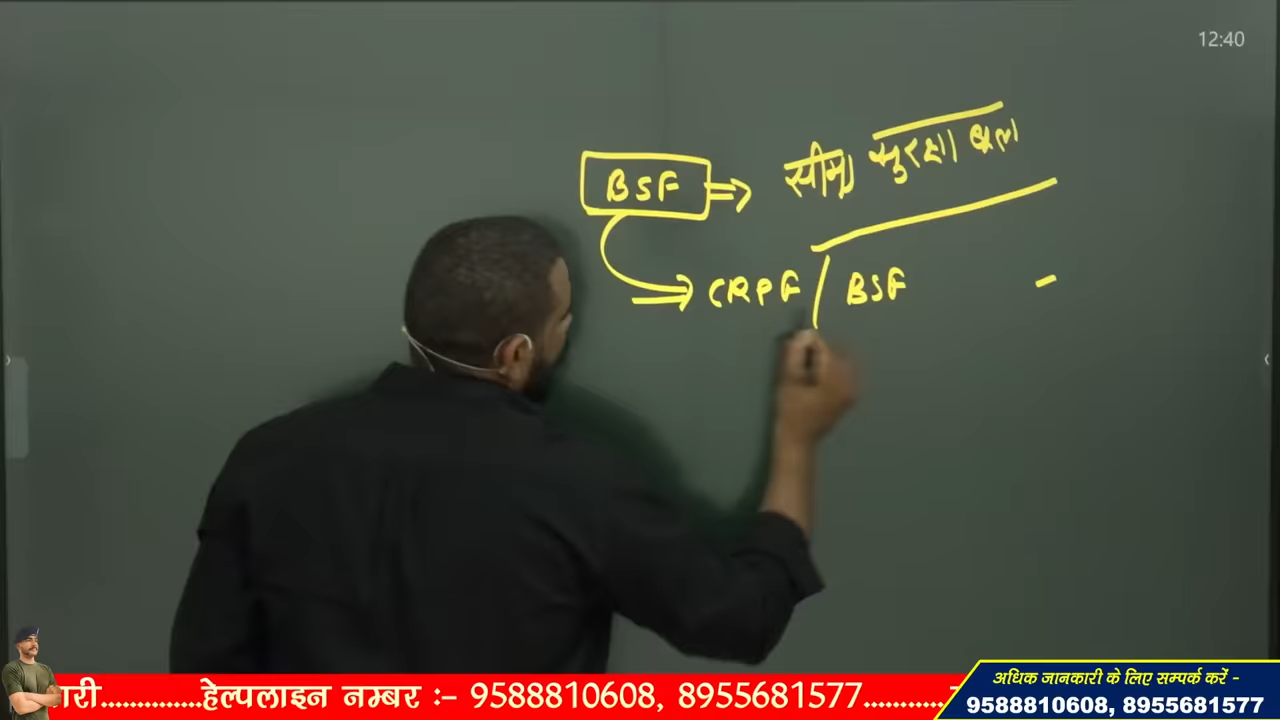 12:40
BSF ⇒ सीमा सुरक्षा बल
⇒ CRPF / BSF -
ारी..............हेल्पलाइन नम्बर :- 9588810608, 8955681577............
अधिक जानकारी के लिए सम्पर्क करें -
9588810608, 8955681577